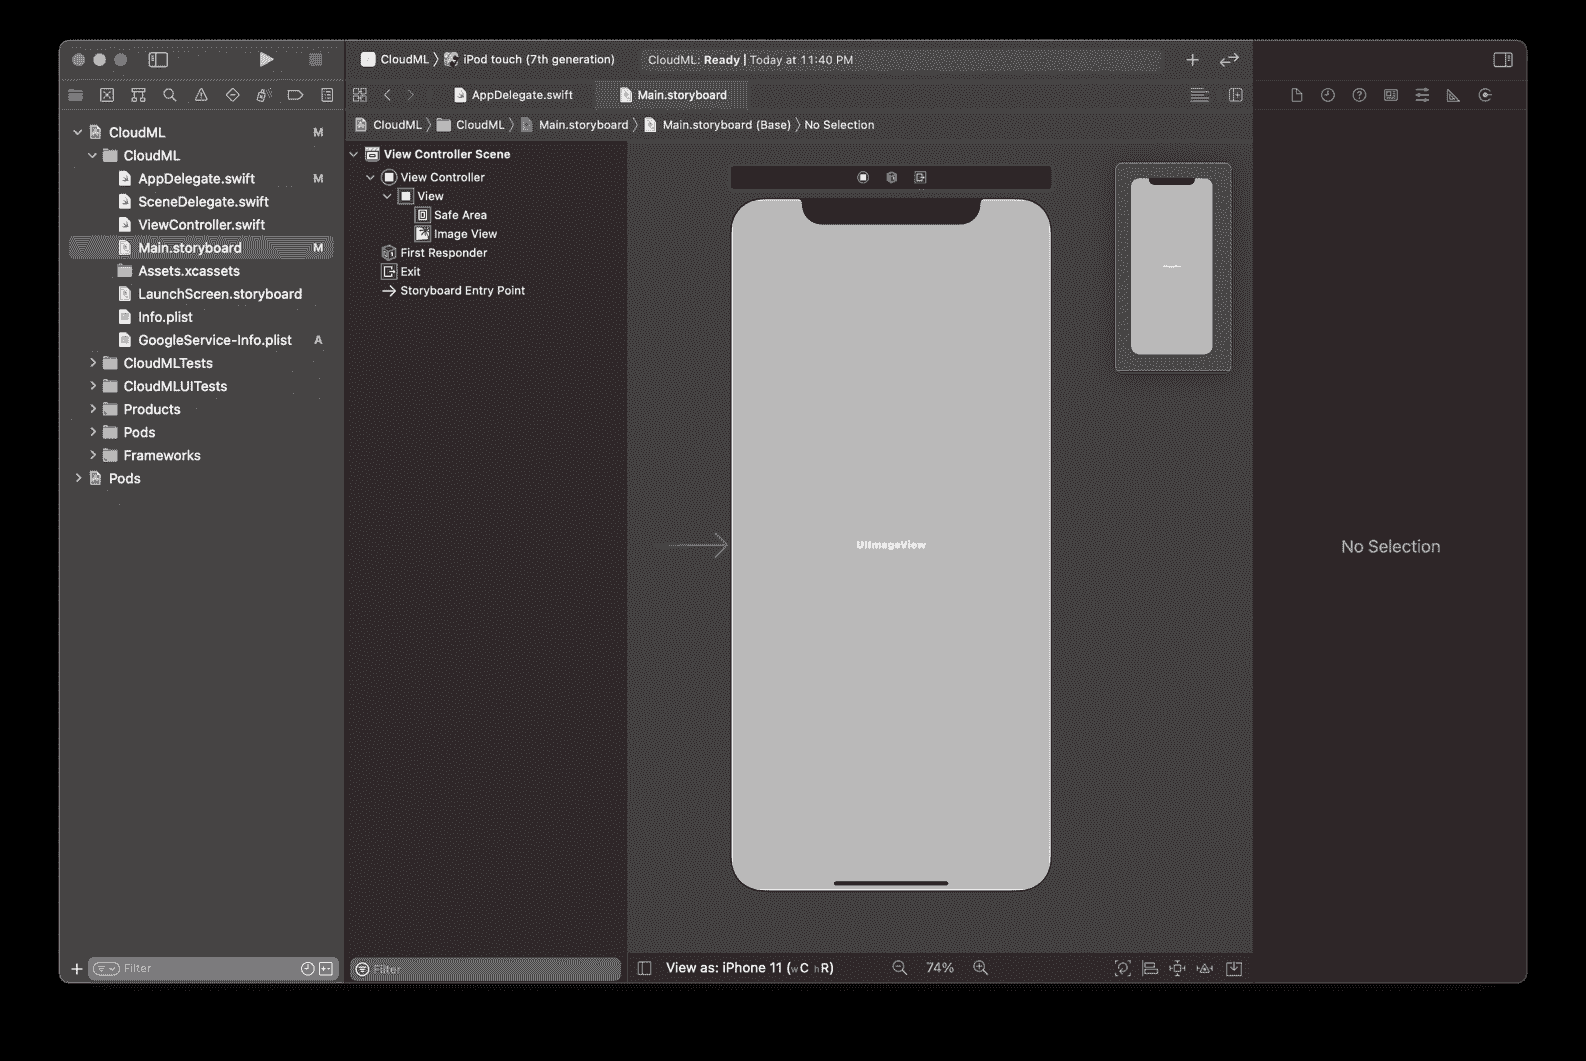 CloudML 〉 iPod touch (7th generation)
CloudML: Ready | Today at 11:40 PM
AppDelegate.swift
Main.storyboard
CloudML 〉 CloudML 〉 Main.storyboard 〉 Main.storyboard (Base) 〉 No Selection
CloudML M
CloudML
AppDelegate.swift M
SceneDelegate.swift
ViewController.swift
Main.storyboard M
Assets.xcassets
LaunchScreen.storyboard
Info.plist
GoogleService-Info.plist A
CloudMLTests
CloudMLUITests
Products
Pods
Frameworks
Pods
Filter
View Controller Scene
View Controller
View
Safe Area
Image View
First Responder
Exit
Storyboard Entry Point
Filter
UIImageView
View as: iPhone 11 (wC hR)
74%
No Selection